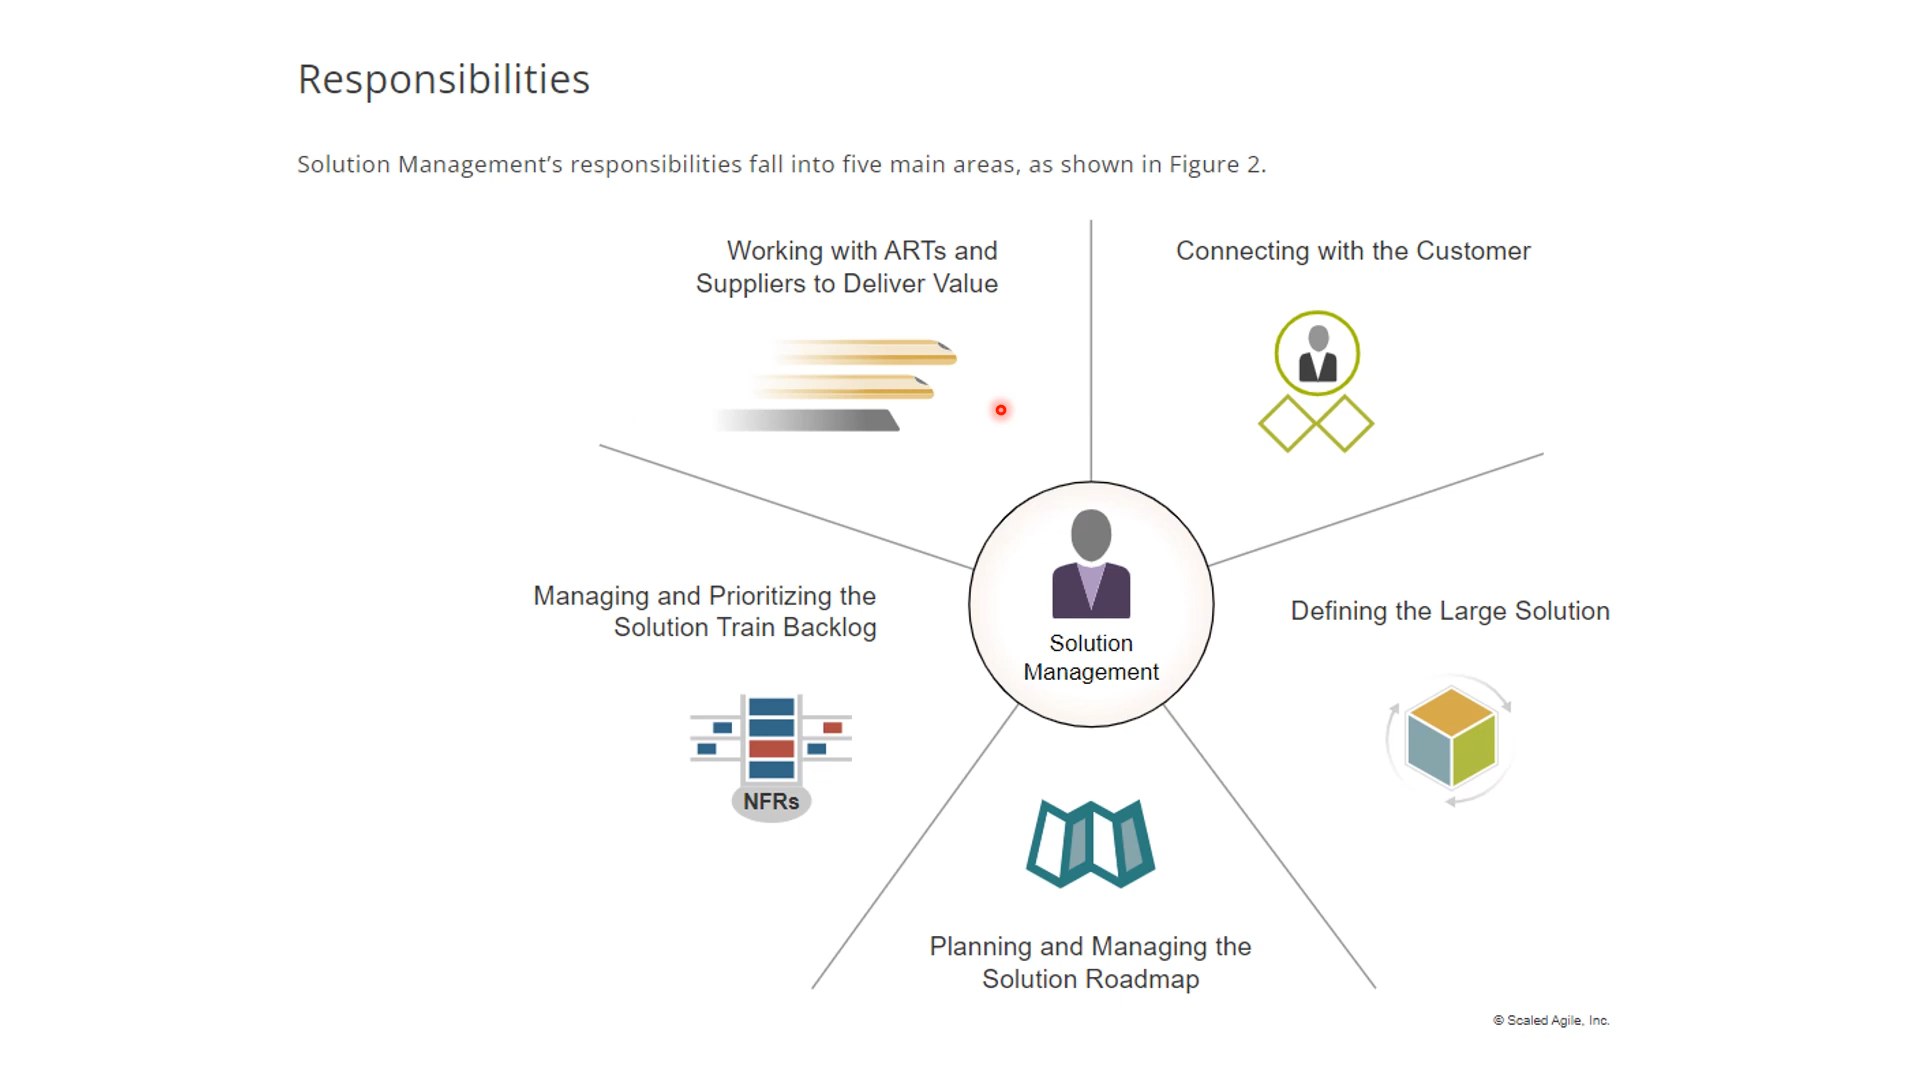 Responsibilities
Solution Management’s responsibilities fall into five main areas, as shown in Figure 2.
Working with ARTs and
Suppliers to Deliver Value
Connecting with the Customer
Managing and Prioritizing the
Solution Train Backlog
NFRs
Solution
Management
Defining the Large Solution
Planning and Managing the
Solution Roadmap
© Scaled Agile, Inc.